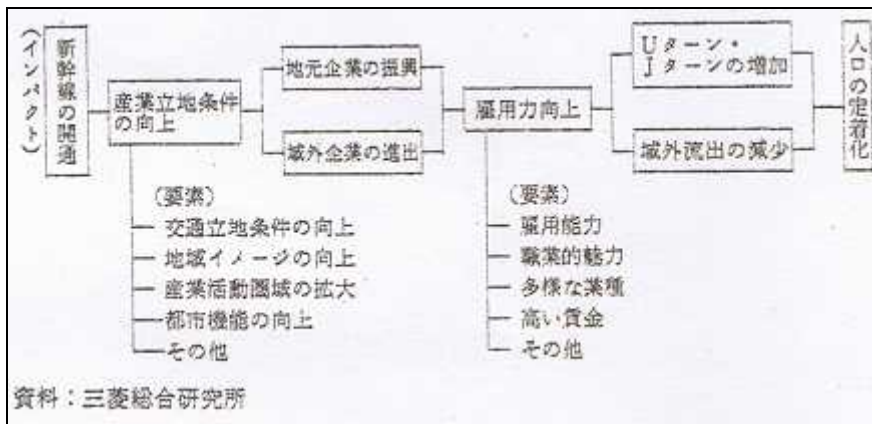 (インパクト)
新幹線の開通
産業立地条件
の向上
地元企業の振興
域外企業の進出
雇用力向上
Uターン・
Jターンの増加
域外流出の減少
人口の定着化
(要素)
交通立地条件の向上
地域イメージの向上
産業活動圏域の拡大
都市機能の向上
その他
(要素)
雇用能力
職業的魅力
多様な業種
高い賃金
その他
資料:三菱総合研究所